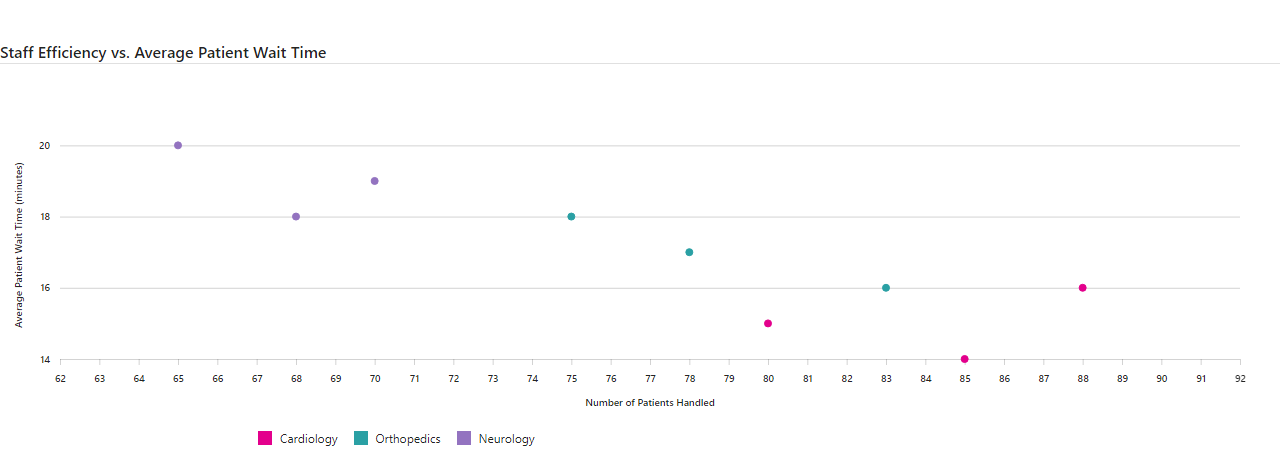 Staff Efficiency vs. Average Patient Wait Time
Average Patient Wait Time (minutes)
20
18
16
14
62 63 64 65 66 67 68 69 70 71 72 73 74 75 76 77 78 79 80 81 82 83 84 85 86 87 88 89 90 91 92
Number of Patients Handled
Cardiology Orthopedics Neurology